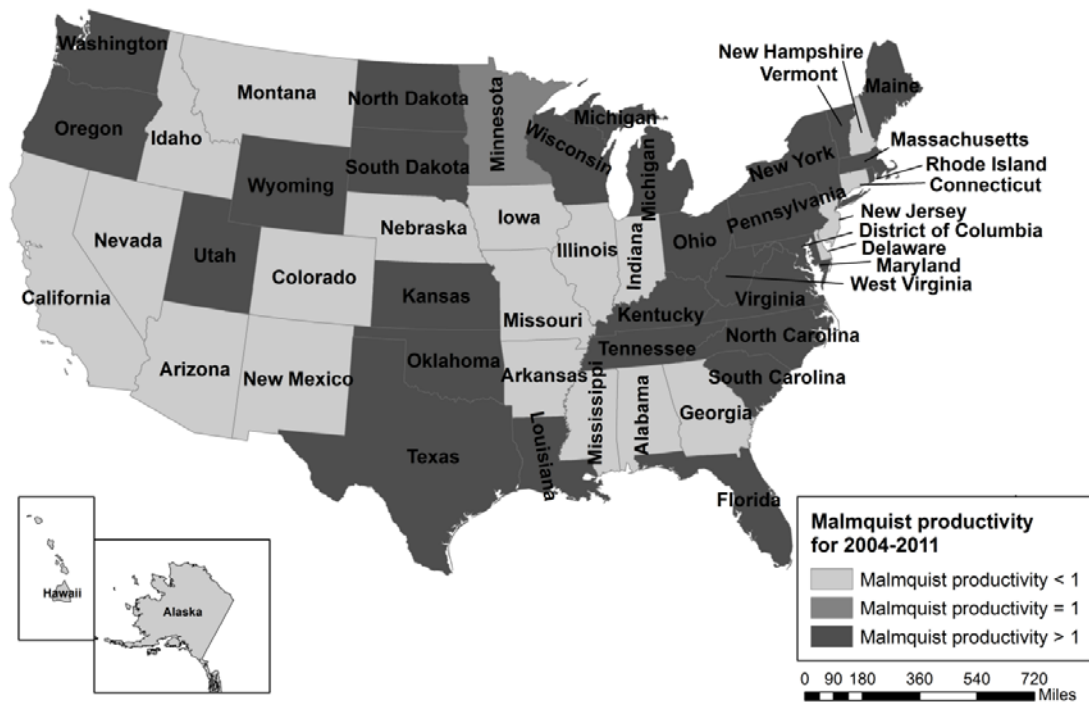 Washington
Montana
North Dakota
Minnesota
Michigan
New Hampshire
Vermont
Maine
Oregon
Idaho
Wyoming
South Dakota
Wisconsin
Michigan
New York
Massachusetts
Rhode Island
Connecticut
Nevada
Utah
Colorado
Nebraska
Iowa
Illinois
Indiana
Ohio
Pennsylvania
New Jersey
District of Columbia
Delaware
Maryland
West Virginia
California
Kansas
Missouri
Kentucky
Virginia
Arizona
New Mexico
Oklahoma
Arkansas
Tennessee
North Carolina
South Carolina
Texas
Louisiana
Mississippi
Alabama
Georgia
Florida
Hawaii
Alaska
Malmquist productivity
for 2004-2011
Malmquist productivity < 1
Malmquist productivity = 1
Malmquist productivity > 1
0 90 180 360 540 720
Miles